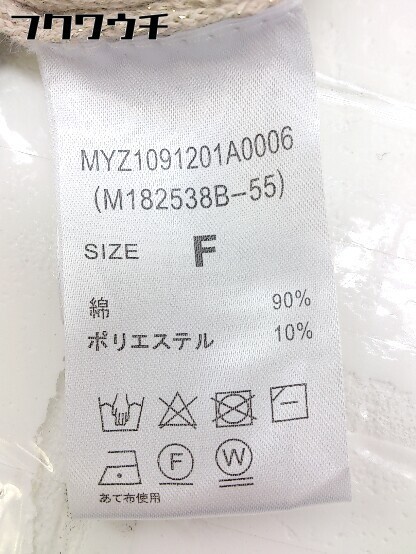 フクワウチ
MYZ1091201A0006
(M182538B-55)
SIZE F
綿 90%
ポリエステル 10%
F W
あて布使用